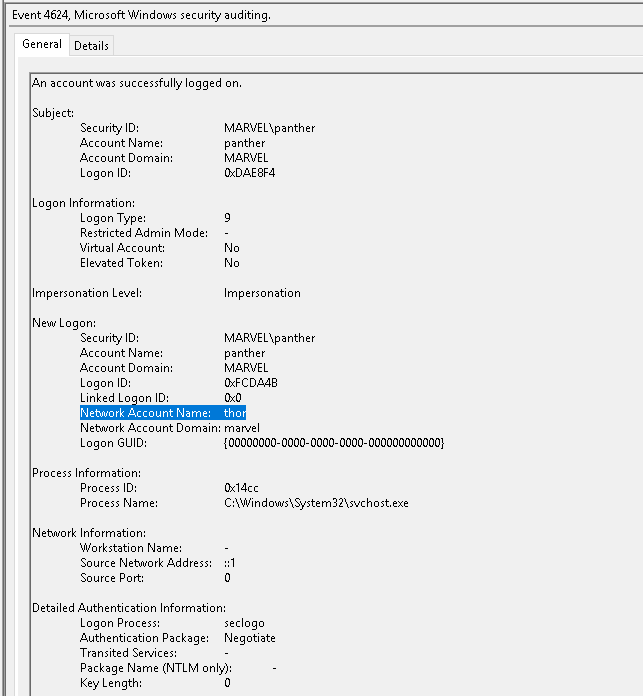 Event 4624, Microsoft Windows security auditing.
General Details
An account was successfully logged on.
Subject:
Security ID: MARVEL\panther
Account Name: panther
Account Domain: MARVEL
Logon ID: 0xDAE8F4
Logon Information:
Logon Type: 9
Restricted Admin Mode: -
Virtual Account: No
Elevated Token: No
Impersonation Level: Impersonation
New Logon:
Security ID: MARVEL\panther
Account Name: panther
Account Domain: MARVEL
Logon ID: 0xFCDA4B
Linked Logon ID: 0x0
Network Account Name: thor
Network Account Domain: marvel
Logon GUID: {00000000-0000-0000-0000-000000000000}
Process Information:
Process ID: 0x14cc
Process Name: C:\Windows\System32\svchost.exe
Network Information:
Workstation Name: -
Source Network Address: ::1
Source Port: 0
Detailed Authentication Information:
Logon Process: seclogo
Authentication Package: Negotiate
Transited Services: -
Package Name (NTLM only): -
Key Length: 0